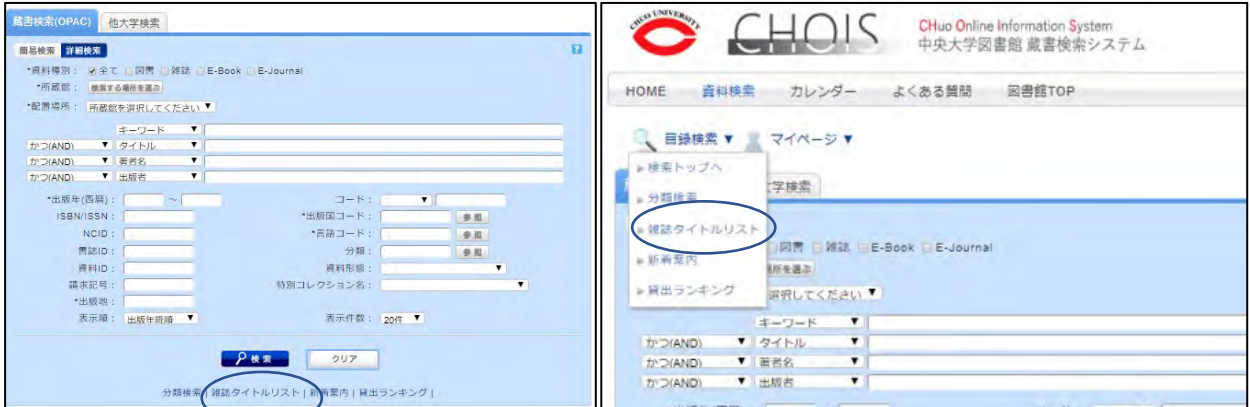 蔵書検索(OPAC) 他大学検索
簡易検索 詳細検索 ?
*資料種別： 全て 図書 雑誌 E-Book E-Journal
*所蔵館： 検索する場所を選ぶ
*配置場所： 所蔵館を選択してください▼
キーワード ▼
かつ(AND) ▼ タイトル ▼
かつ(AND) ▼ 著者名 ▼
かつ(AND) ▼ 出版者 ▼
*出版年(西暦)： ～ コード： ▼
ISBN/ISSN： *出版国コード： 参照
NCID： *言語コード： 参照
書誌ID： 分類： 参照
資料ID： 資料形態： ▼
請求記号： 特別コレクション名： ▼
*出版地：
表示順： 出版年降順 ▼ 表示件数： 20件 ▼
検索 クリア
分類検索 | 雑誌タイトルリスト | 新着案内 | 貸出ランキング |
CHUO UNIVERSITY
CHOIS
CHuo Online Information System
中央大学図書館 蔵書検索システム
HOME 資料検索 カレンダー よくある質問 図書館TOP
目録検索 ▼ マイページ ▼
検索トップへ
分類検索 大学検索
雑誌タイトルリスト
図書 雑誌 E-Book E-Journal
新着案内 場所を選ぶ
貸出ランキング 選択してください ▼
キーワード ▼
かつ(AND) ▼ タイトル ▼
かつ(AND) ▼ 著者名 ▼
かつ(AND) ▼ 出版者 ▼